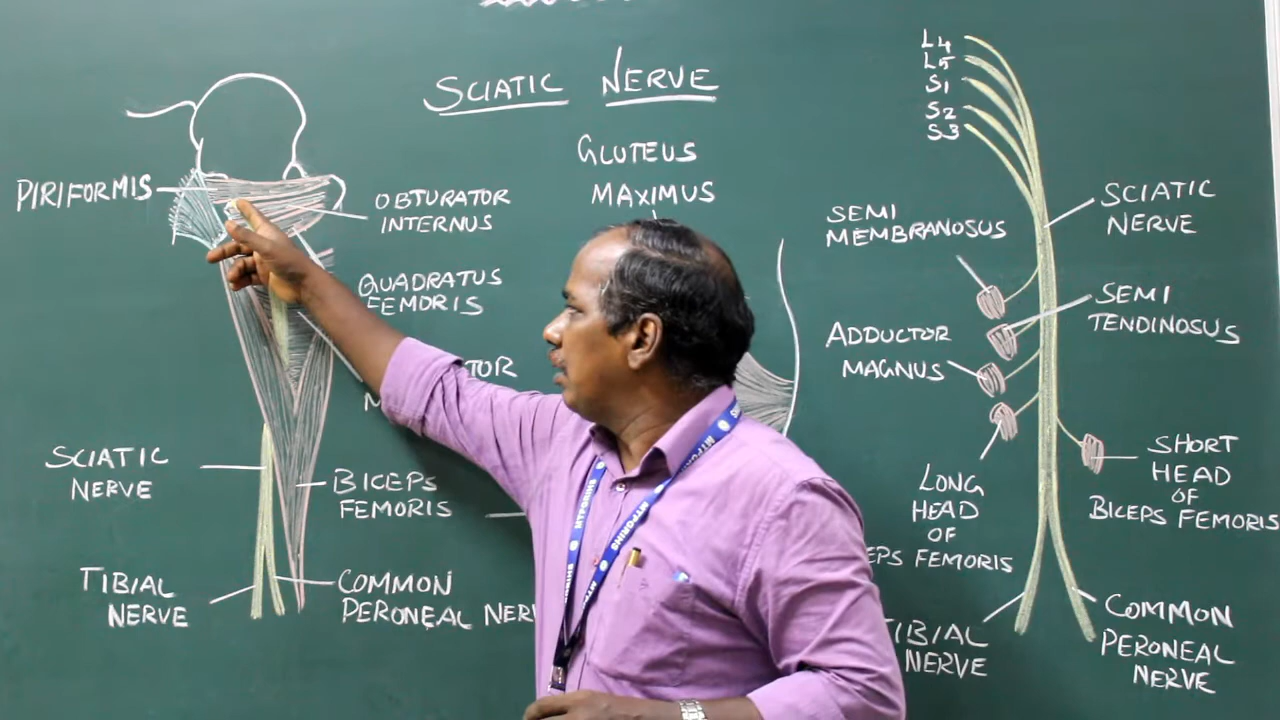 SCIATIC NERVE
GLUTEUS
MAXIMUS
PIRIFORMIS
OBTURATOR
INTERNUS
QUADRATUS
FEMORIS
SCIATIC
NERVE
BICEPS
FEMORIS
TIBIAL
NERVE
COMMON
PERONEAL
L4
L5
S1
S2
S3
SCIATIC
NERVE
SEMI
MEMBRANOSUS
SEMI
TENDINOSUS
ADDUCTOR
MAGNUS
LONG
HEAD
OF
FEMORIS
SHORT
HEAD
OF
BICEPS FEMORIS
NERVE
COMMON
PERONEAL
NERVE